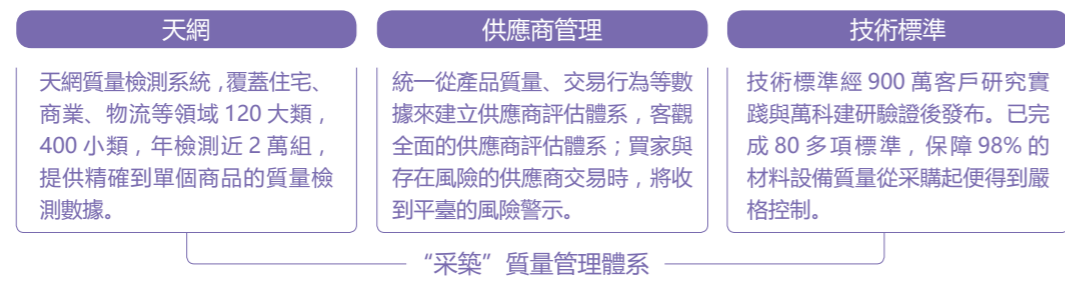 天網
天網質量檢測系統,覆蓋住宅、
商業、物流等領域 120 大類,
400 小類,年檢測近 2 萬組,
提供精確到單個商品的質量檢
測數據。
供應商管理
統一從產品質量、交易行為等數
據來建立供應商評估體系,客觀
全面的供應商評估體系;買家與
存在風險的供應商交易時,將收
到平臺的風險警示。
技術標準
技術標準經 900 萬客戶研究實
踐與萬科建研驗證後發布。已完
成 80 多項標準,保障 98% 的
材料設備質量從采購起便得到嚴
格控制。
“采築”質量管理體系